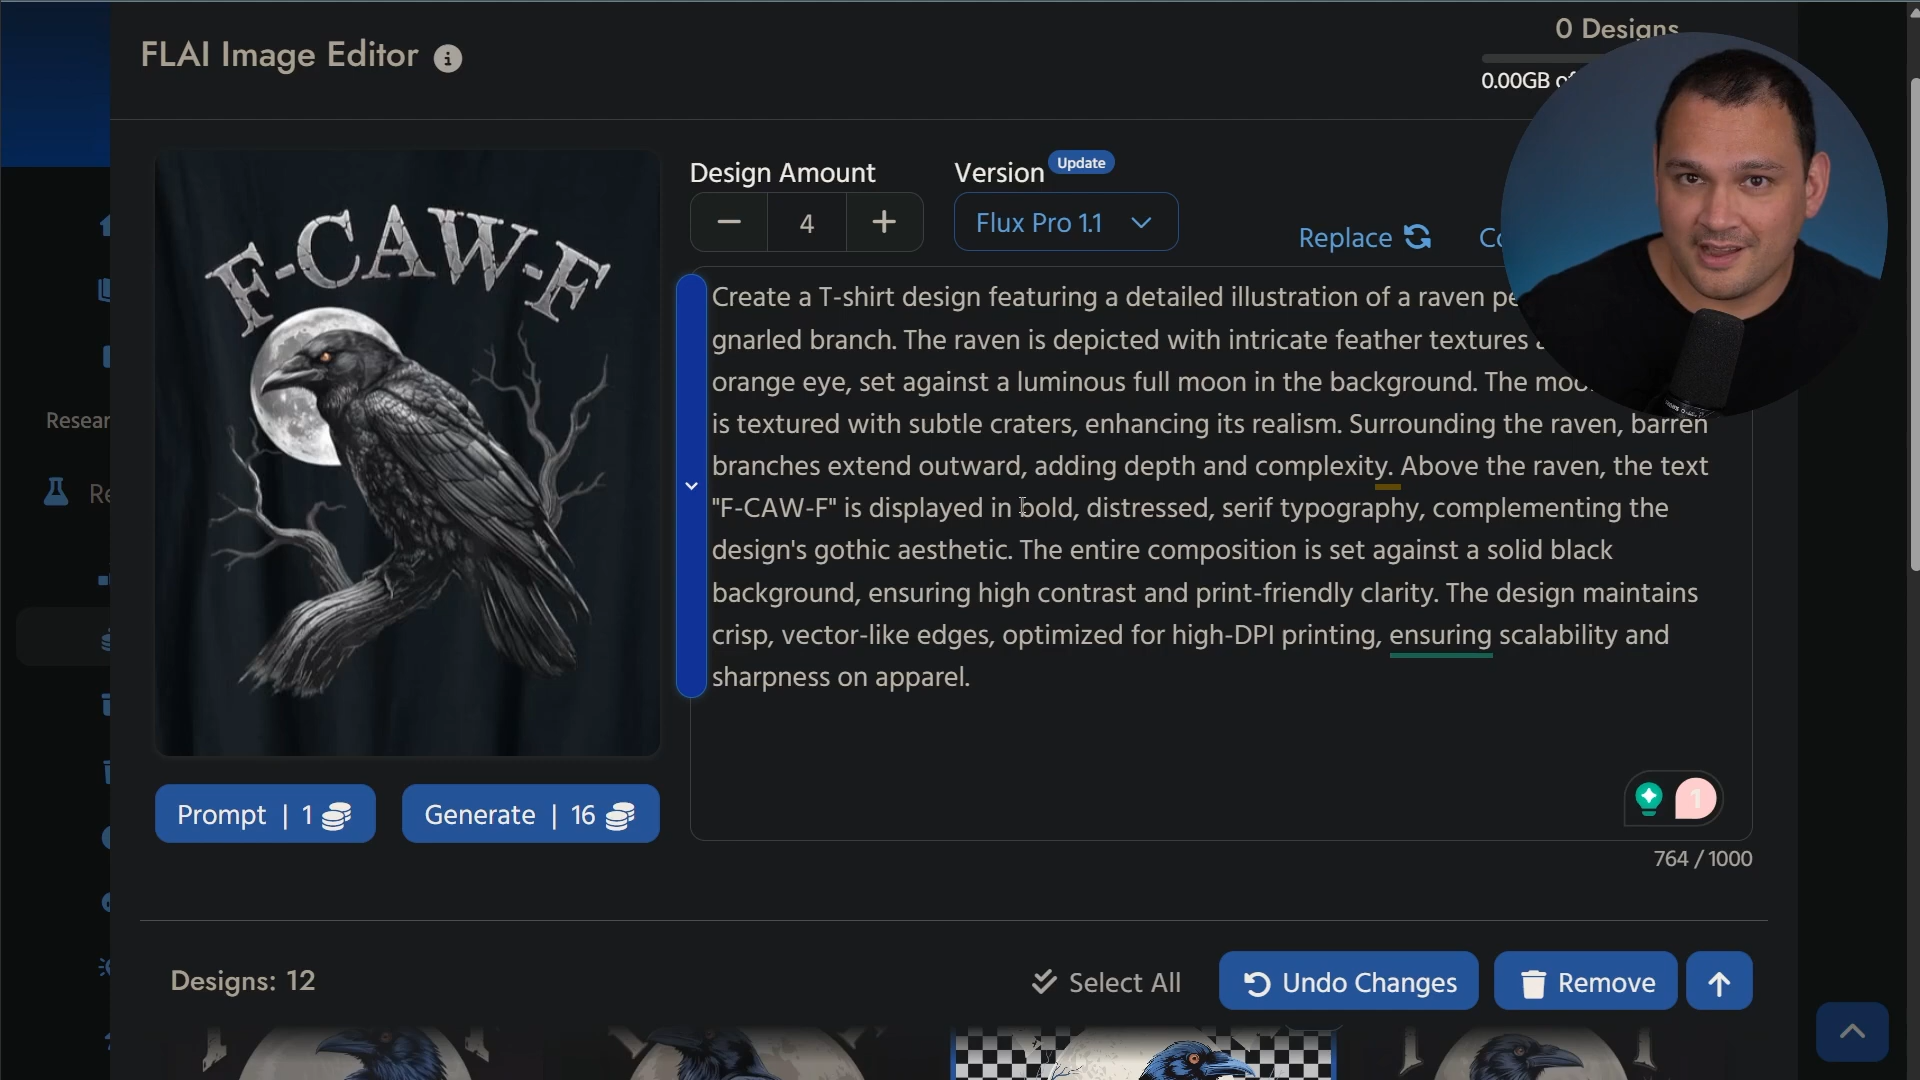 0 Designs
FLAI Image Editor
0.00GB of
Design Amount
Version
Update
4
Flux Pro 1.1
Replace
F-CAW-F
Create a T-shirt design featuring a detailed illustration of a raven
gnarled branch. The raven is depicted with intricate feather textures
orange eye, set against a luminous full moon in the background. The
is textured with subtle craters, enhancing its realism. Surrounding the raven, barren
branches extend outward, adding depth and complexity. Above the raven, the text
"F-CAW-F" is displayed in bold, distressed, serif typography, complementing the
design's gothic aesthetic. The entire composition is set against a solid black
background, ensuring high contrast and print-friendly clarity. The design maintains
crisp, vector-like edges, optimized for high-DPI printing, ensuring scalability and
sharpness on apparel.
Prompt | 1
Generate | 16
1
764 / 1000
Designs: 12
Select All
Undo Changes
Remove